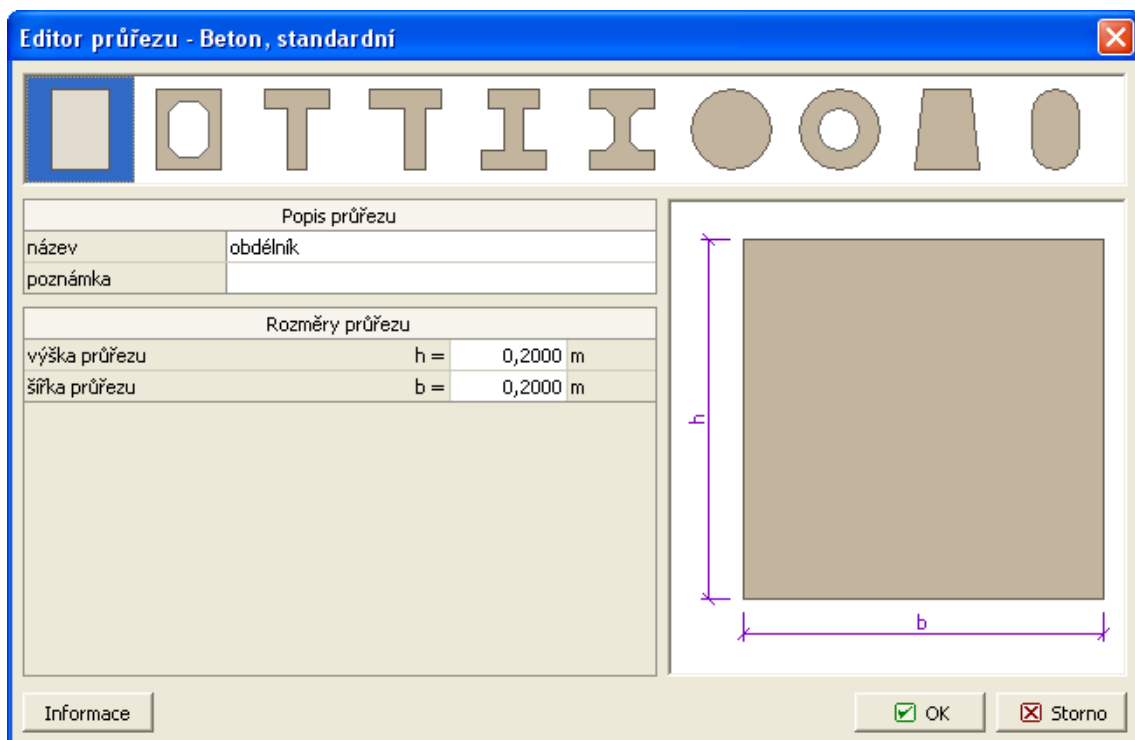 Editor průřezu - Beton, standardní
Popis průřezu
název obdélník
poznámka
Rozměry průřezu
výška průřezu h = 0,2000 m
šířka průřezu b = 0,2000 m
h
b
Informace OK Storno